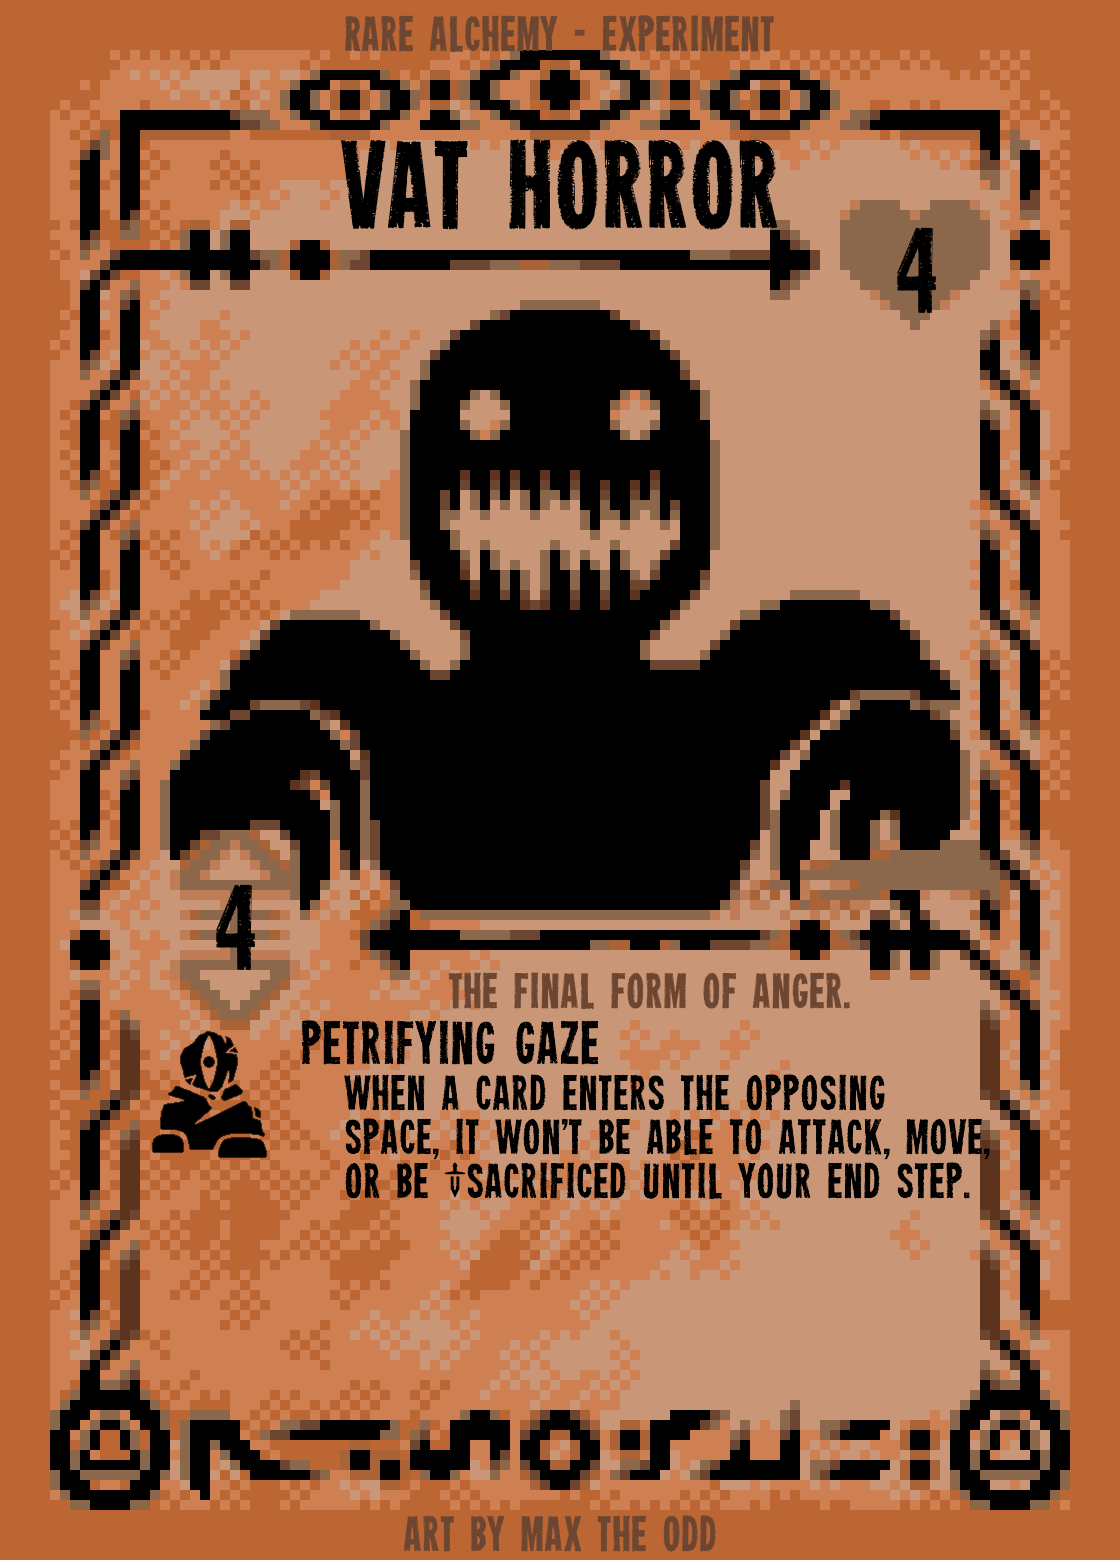 RARE ALCHEMY - EXPERIMENT
VAT HORROR
4
4
THE FINAL FORM OF ANGER.
PETRIFYING GAZE
WHEN A CARD ENTERS THE OPPOSING
SPACE, IT WON'T BE ABLE TO ATTACK, MOVE,
OR BE SACRIFICED UNTIL YOUR END STEP.
ART BY MAX THE ODD